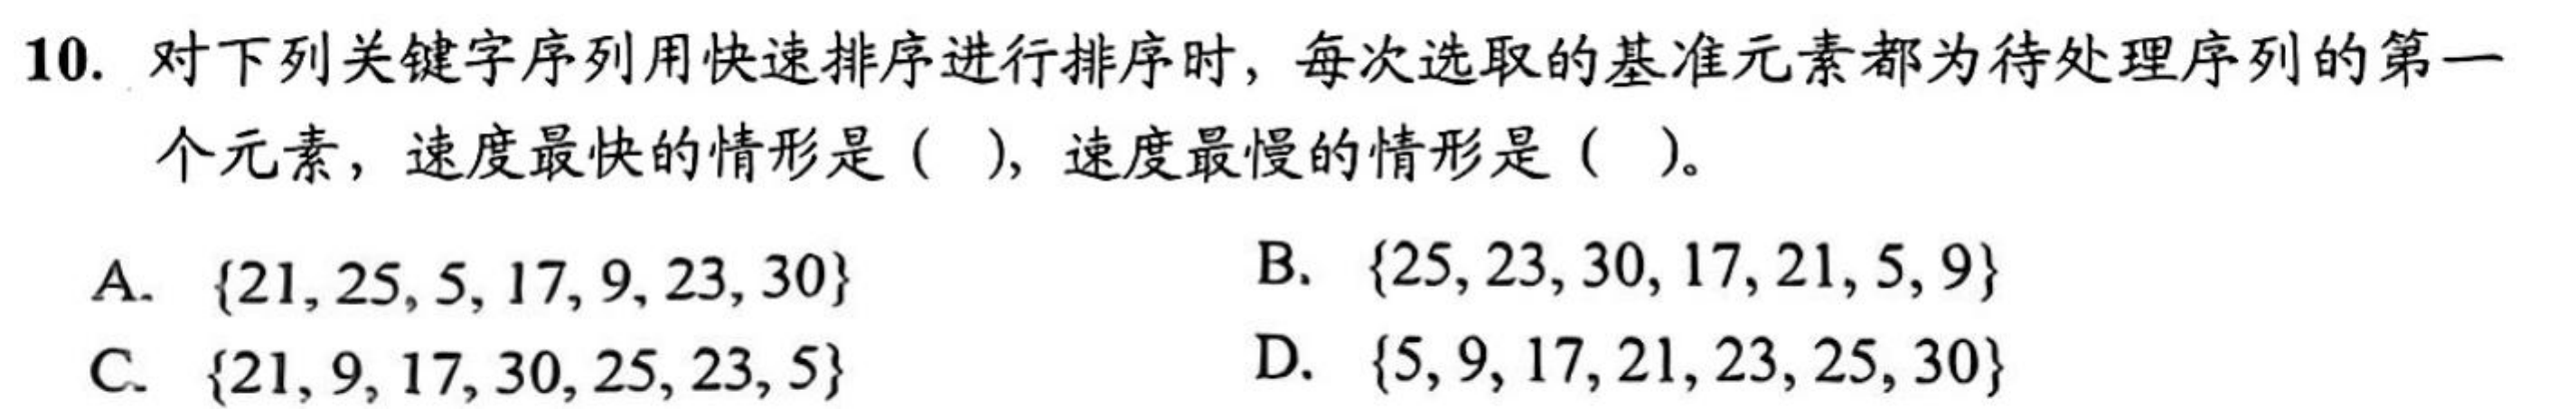 10. 对下列关键字序列用快速排序进行排序时，每次选取的基准元素都为待处理序列的第一
个元素，速度最快的情形是（ ），速度最慢的情形是（ ）。
A. {21, 25, 5, 17, 9, 23, 30} B. {25, 23, 30, 17, 21, 5, 9}
C. {21, 9, 17, 30, 25, 23, 5} D. {5, 9, 17, 21, 23, 25, 30}